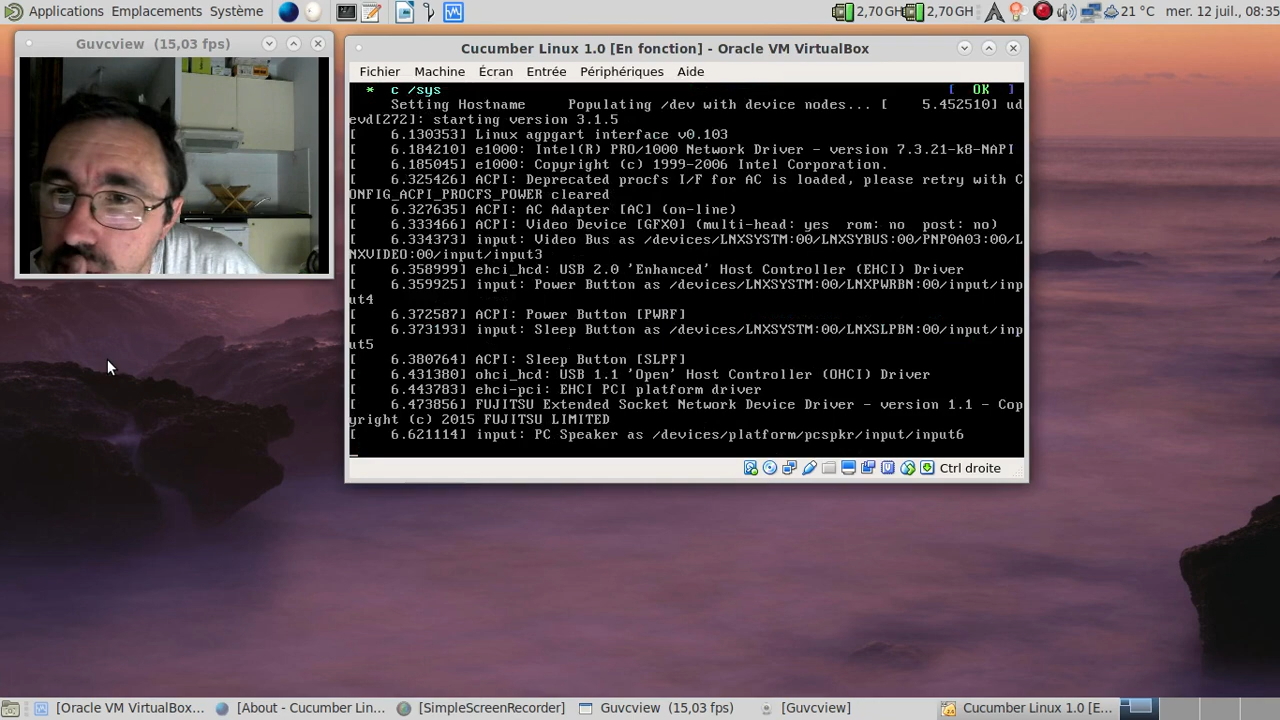 Applications Emplacements Système 2,70 GH 2,70 GH 21 °C mer. 12 juil., 08:35
Guvcview (15,03 fps)
Cucumber Linux 1.0 [En fonction] - Oracle VM VirtualBox
Fichier Machine Écran Entrée Périphériques Aide
* c /sys [ OK ]
Setting Hostname Populating /dev with device nodes... [ 5.452510] ud
evd[272]: starting version 3.1.5
[ 6.130353] Linux agpgart interface v0.103
[ 6.184210] e1000: Intel(R) PRO/1000 Network Driver - version 7.3.21-k8-NAPI
[ 6.185045] e1000: Copyright (c) 1999-2006 Intel Corporation.
[ 6.325426] ACPI: Deprecated procfs I/F for AC is loaded, please retry with C
ONFIG_ACPI_PROCFS_POWER cleared
[ 6.327635] ACPI: AC Adapter [AC] (on-line)
[ 6.333466] ACPI: Video Device [GFX0] (multi-head: yes rom: no post: no)
[ 6.334373] input: Video Bus as /devices/LNXSYSTM:00/LNXSYBUS:00/PNP0A03:00/L
NXVIDEO:00/input/input3
[ 6.358999] ehci_hcd: USB 2.0 'Enhanced' Host Controller (EHCI) Driver
[ 6.359925] input: Power Button as /devices/LNXSYSTM:00/LNXPWRBN:00/input/inp
ut4
[ 6.372587] ACPI: Power Button [PWRF]
[ 6.373193] input: Sleep Button as /devices/LNXSYSTM:00/LNXSLPBN:00/input/inp
ut5
[ 6.380764] ACPI: Sleep Button [SLPF]
[ 6.431380] ohci_hcd: USB 1.1 'Open' Host Controller (OHCI) Driver
[ 6.443783] ehci-pci: EHCI PCI platform driver
[ 6.473856] FUJITSU Extended Socket Network Device Driver - version 1.1 - Cop
yright (c) 2015 FUJITSU LIMITED
[ 6.621114] input: PC Speaker as /devices/platform/pcspkr/input/input6
Ctrl droite
[Oracle VM VirtualBox... [About - Cucumber Lin... [SimpleScreenRecorder] Guvcview (15,03 fps) [Guvcview] Cucumber Linux 1.0 [E...